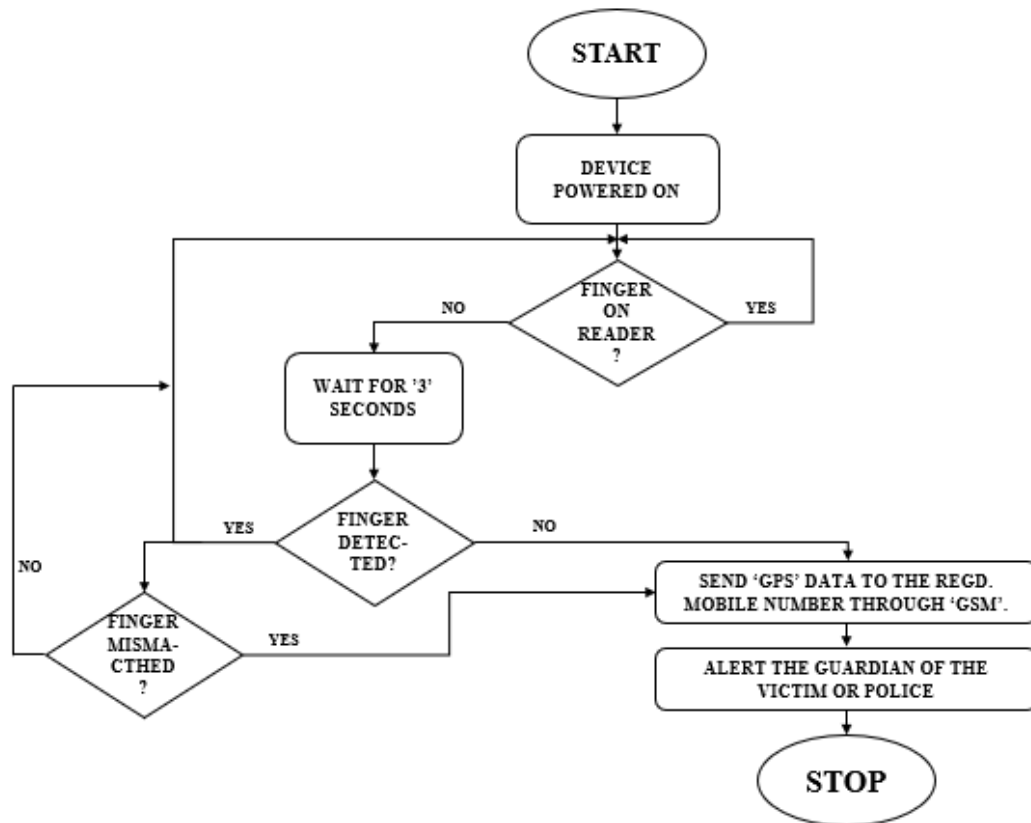 START
DEVICE
POWERED ON
FINGER
ON
READER
?
NO
YES
WAIT FOR ’3’
SECONDS
FINGER
DETEC-
TED?
YES
NO
NO
SEND ‘GPS’ DATA TO THE REGD.
MOBILE NUMBER THROUGH ‘GSM’.
FINGER
MISMA-
CTHED
?
YES
ALERT THE GUARDIAN OF THE
VICTIM OR POLICE
STOP